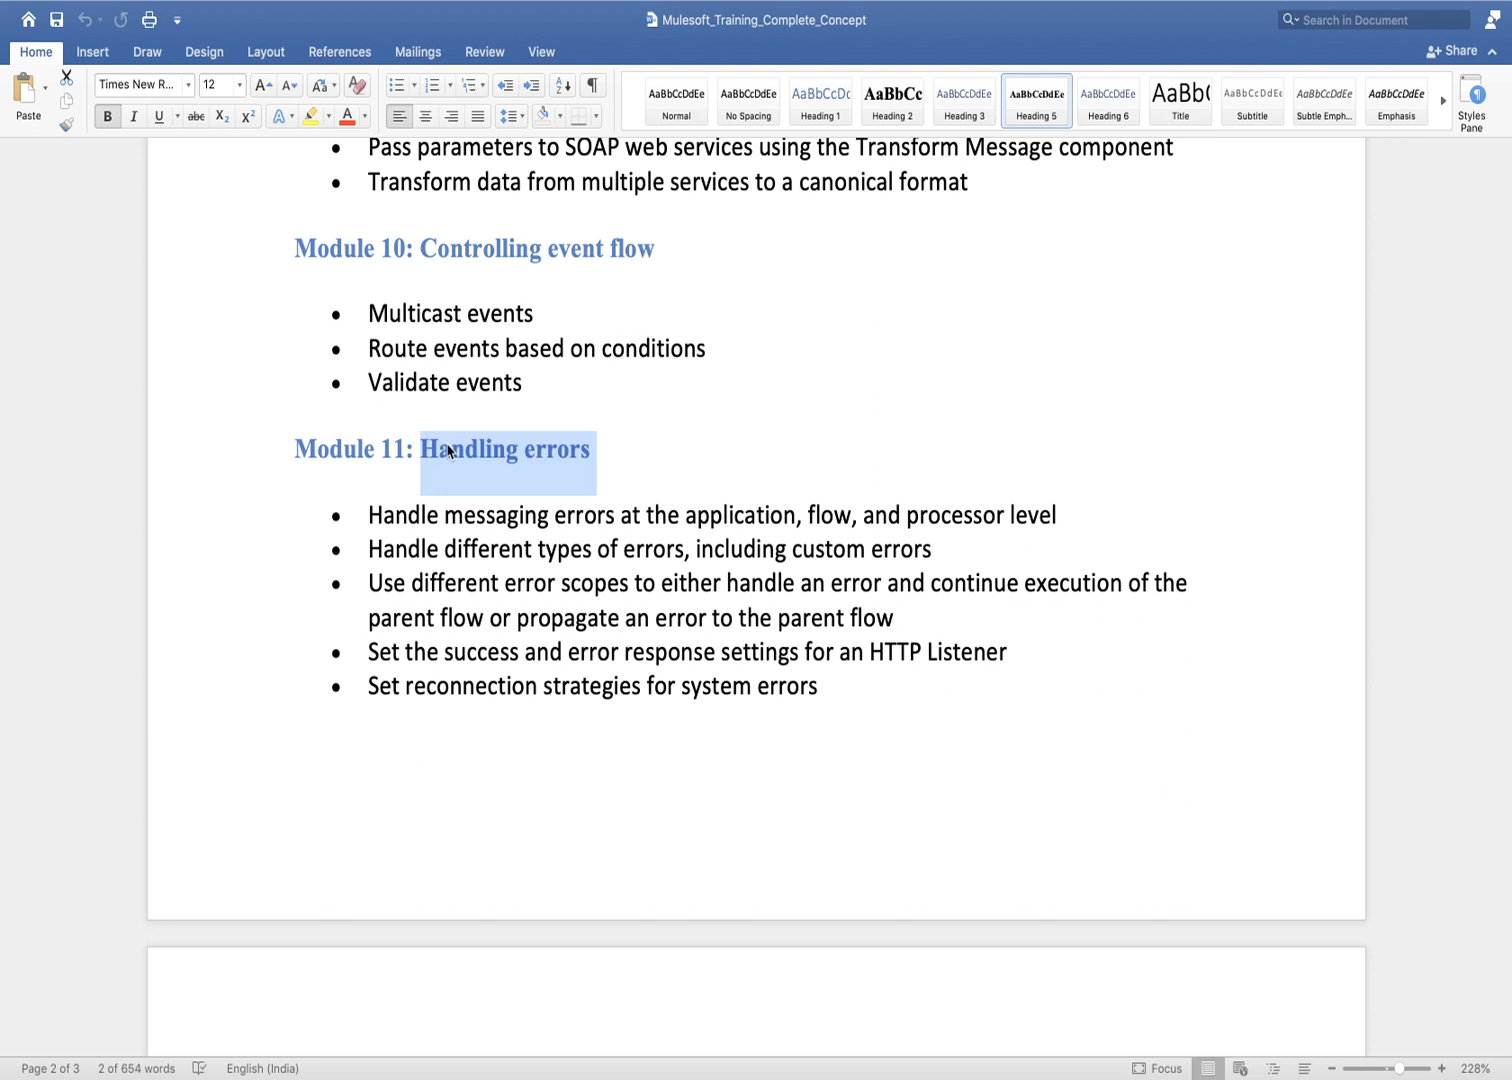 Mulesoft_Training_Complete_Concept
Search in Document
Home Insert Draw Design Layout References Mailings Review View
Share
Paste
Times New R... 12
AaBbCcDdEe Normal
AaBbCcDdEe No Spacing
AaBbCcDc Heading 1
AaBbCc Heading 2
AaBbCcDdEe Heading 3
AaBbCcDdEe Heading 5
AaBbCcDdEe Heading 6
AaBb( Title
AaBbCcDdEe Subtitle
AaBbCcDdEe Subtle Emph...
AaBbCcDdEe Emphasis
Styles Pane
B I U abc X₂ X²
• Pass parameters to SOAP web services using the Transform Message component
• Transform data from multiple services to a canonical format
Module 10: Controlling event flow
• Multicast events
• Route events based on conditions
• Validate events
Module 11: Handling errors
• Handle messaging errors at the application, flow, and processor level
• Handle different types of errors, including custom errors
• Use different error scopes to either handle an error and continue execution of the
parent flow or propagate an error to the parent flow
• Set the success and error response settings for an HTTP Listener
• Set reconnection strategies for system errors
Page 2 of 3 2 of 654 words English (India) Focus 228%